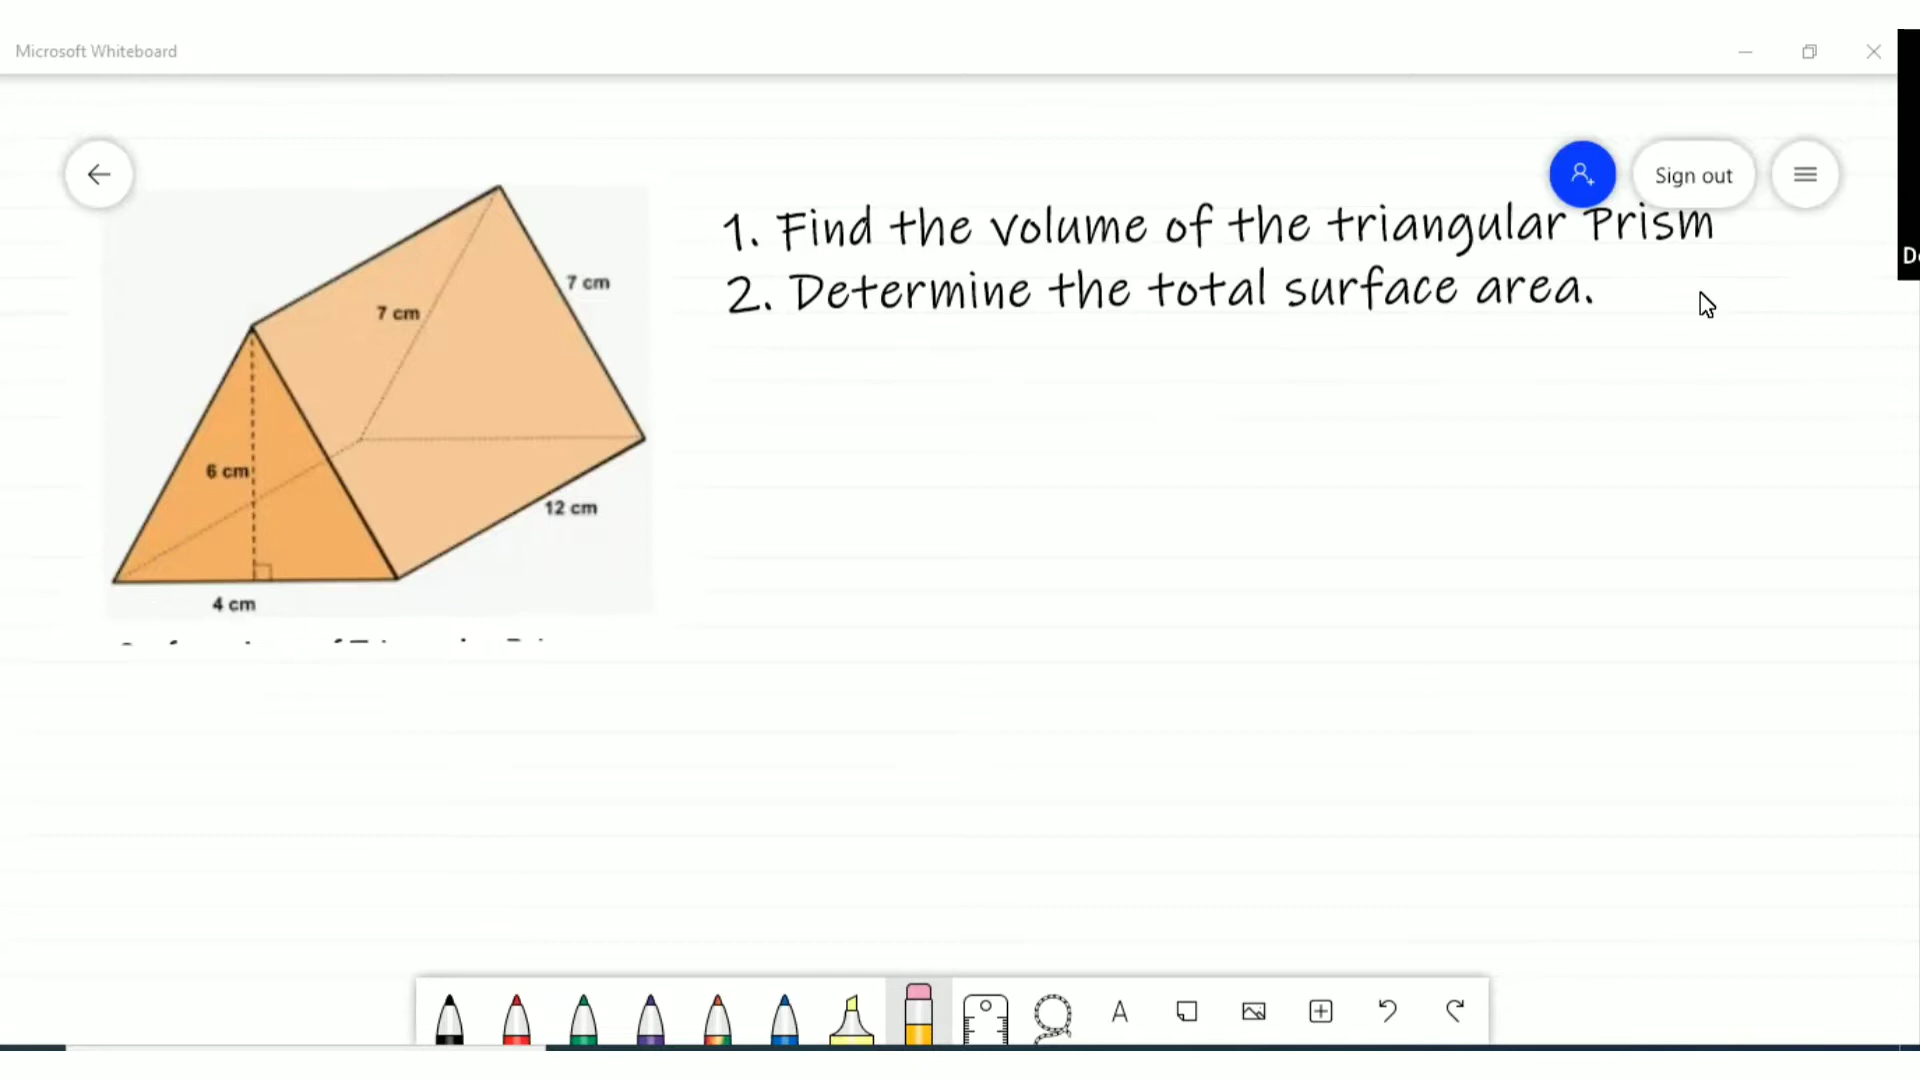 Microsoft Whiteboard
Sign out
1. Find the volume of the triangular Prism
2. Determine the total surface area.
7 cm
7 cm
6 cm
12 cm
4 cm
A